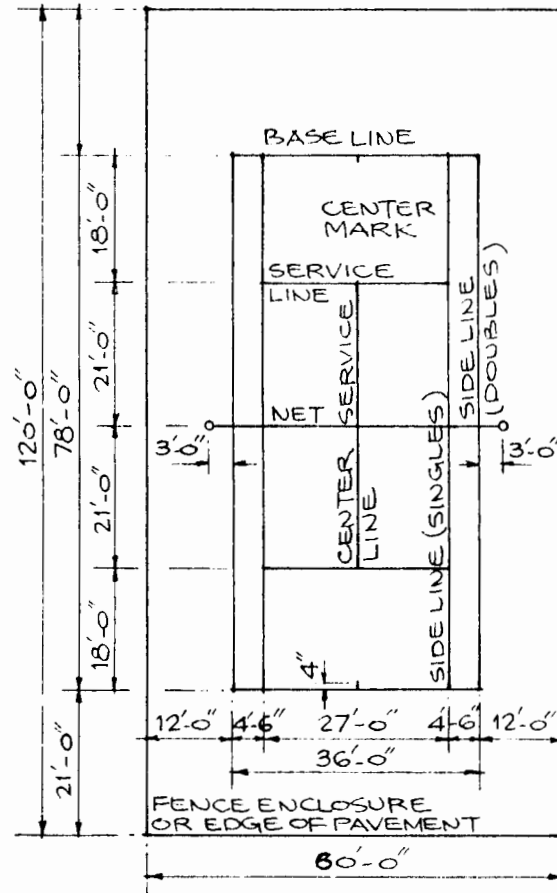 BASE LINE
CENTER
MARK
SERVICE
LINE
SIDE LINE
(DOUBLES)
NET
3'-0"
3'-0"
CENTER SERVICE
LINE
SIDE LINE (SINGLES)
120'-0"
78'-0"
18'-0"
21'-0"
21'-0"
18'-0"
21'-0"
4"
12'-0"
4'-6"
27'-0"
4'-6"
12'-0"
36'-0"
FENCE ENCLOSURE
OR EDGE OF PAVEMENT
60'-0"